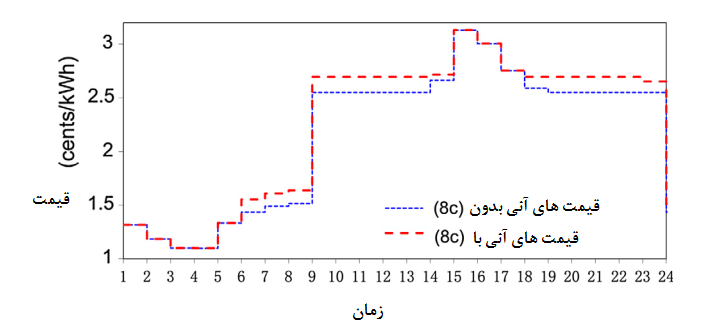 3
2.5
2
1.5
1
(cents/kWh)
قیمت
قیمت های آنی بدون (8c)
قیمت های آنی با (8c)
1 2 3 4 5 6 7 8 9 10 11 12 13 14 15 16 17 18 19 20 21 22 23 24
زمان